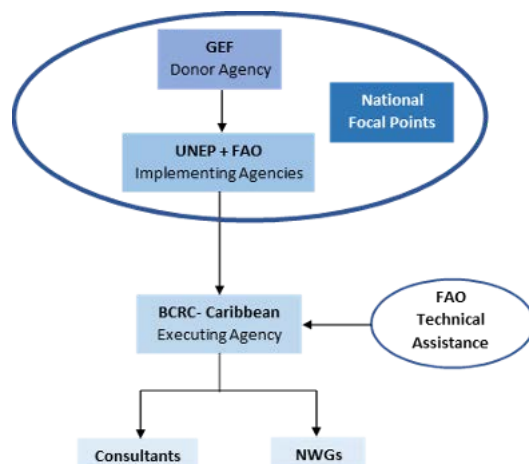 GEF
Donor Agency
National
Focal Points
UNEP + FAO
Implementing Agencies
BCRC- Caribbean
Executing Agency
FAO
Technical
Assistance
Consultants
NWGs